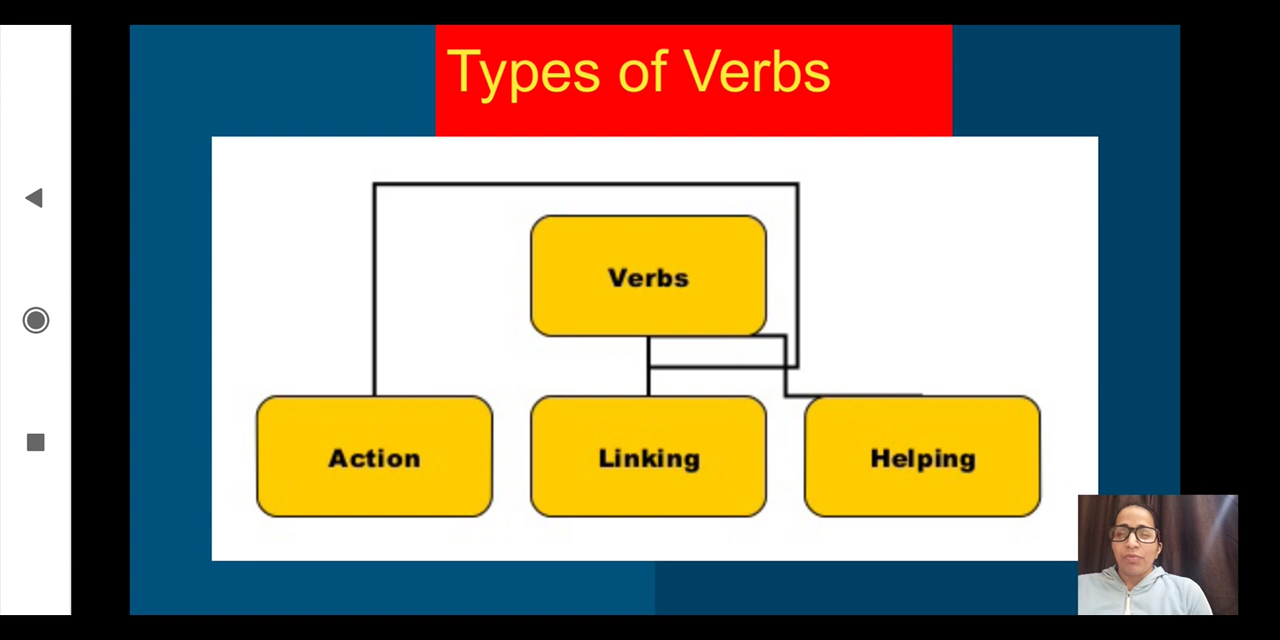 Types of Verbs
Verbs
Action
Linking
Helping